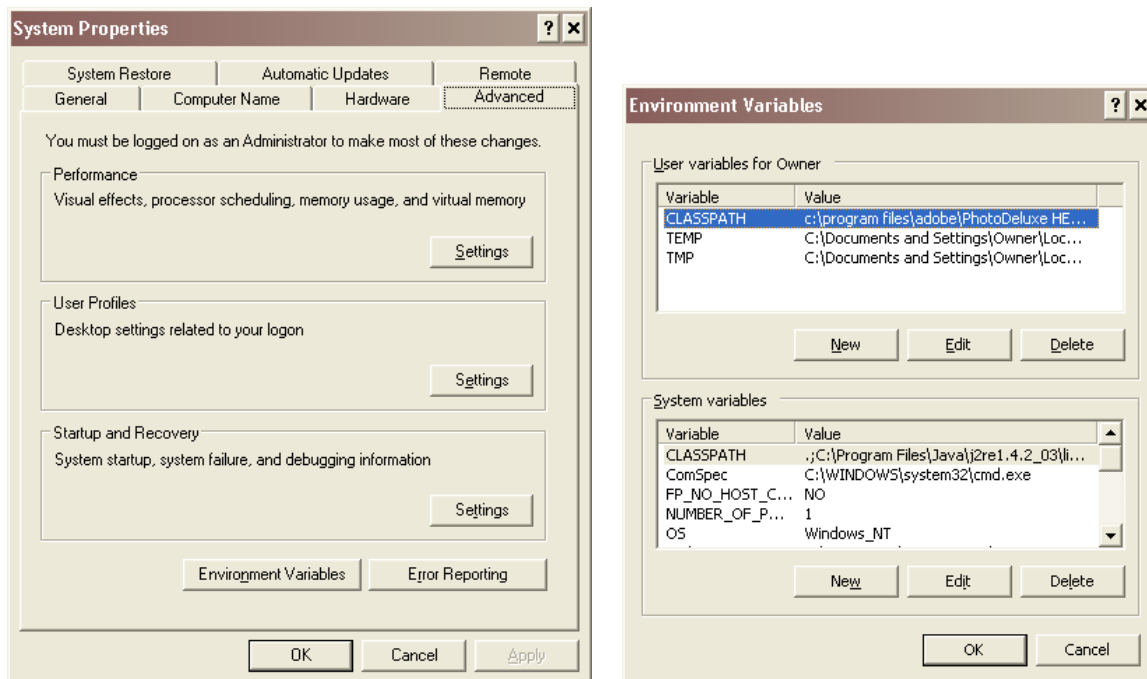 System Properties
System Restore Automatic Updates Remote
General Computer Name Hardware Advanced
You must be logged on as an Administrator to make most of these changes.
Performance
Visual effects, processor scheduling, memory usage, and virtual memory
Settings
User Profiles
Desktop settings related to your logon
Settings
Startup and Recovery
System startup, system failure, and debugging information
Settings
Environment Variables Error Reporting
OK Cancel Apply
Environment Variables
User variables for Owner
Variable Value
CLASSPATH c:\program files\adobe\PhotoDeluxe HE...
TEMP C:\Documents and Settings\Owner\Loc...
TMP C:\Documents and Settings\Owner\Loc...
New Edit Delete
System variables
Variable Value
CLASSPATH .;C:\Program Files\Java\j2re1.4.2_03\li...
ComSpec C:\WINDOWS\system32\cmd.exe
FP_NO_HOST_C... NO
NUMBER_OF_P... 1
OS Windows_NT
New Edit Delete
OK Cancel